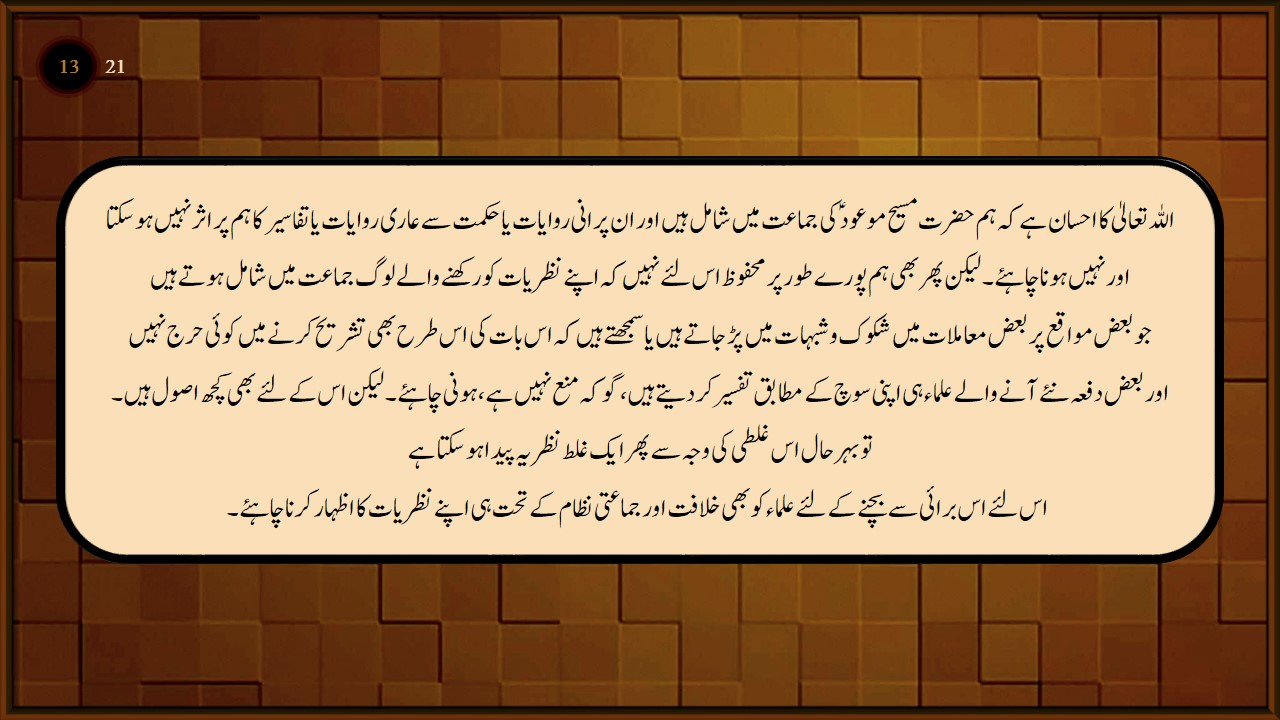 13 21
اللہ تعالیٰ کا احسان ہے کہ ہم حضرت مسیح موعودؑ کی جماعت میں شامل ہیں اور ان پرانی روایات یا حکمت سے عاری روایات یا تفاسیر کا ہم پر اثر نہیں ہو سکتا
اور نہیں ہونا چاہئے۔ لیکن پھر بھی ہم پورے طور پر محفوظ اس لئے نہیں کہ اپنے نظریات کو رکھنے والے لوگ جماعت میں شامل ہوتے ہیں
جو بعض مواقع پر بعض معاملات میں شکوک و شبہات میں پڑ جاتے ہیں یا سمجھتے ہیں کہ اس بات کی اس طرح بھی تشریح کرنے میں کوئی حرج نہیں
اور بعض دفعہ نئے آنے والے علماء ہی اپنی سوچ کے مطابق تفسیر کر دیتے ہیں، گو کہ منع نہیں ہے، ہونی چاہئے۔ لیکن اس کے لئے بھی کچھ اصول ہیں۔
تو بہر حال اس غلطی کی وجہ سے پھر ایک غلط نظریہ پیدا ہو سکتا ہے
اس لئے اس برائی سے بچنے کے لئے علماء کو بھی خلافت اور جماعتی نظام کے تحت ہی اپنے نظریات کا اظہار کرنا چاہئے۔